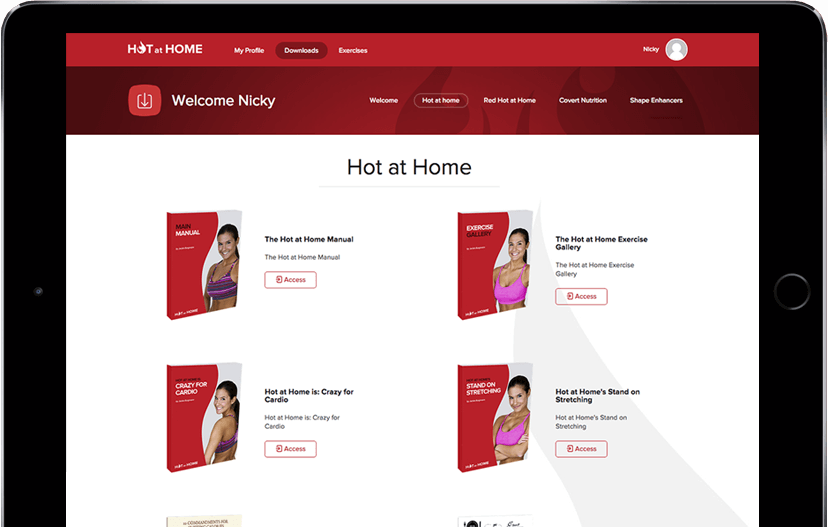 HOT at HOME
My Profile
Downloads
Exercises
Nicky
Welcome Nicky
Welcome
Hot at home
Red Hot at Home
Covert Nutrition
Shape Enhancers
Hot at Home
MAIN
MANUAL
HOT at HOME
The Hot at Home Manual
The Hot at Home Manual
Access
EXERCISE
GALLERY
HOT at HOME
The Hot at Home Exercise
Gallery
The Hot at Home Exercise
Gallery
Access
CRAZY FOR
CARDIO
HOT at HOME
Hot at Home is: Crazy for
Cardio
Hot at Home is: Crazy for
Cardio
Access
STAND ON
STRETCHING
HOT at HOME
Hot at Home's Stand on
Stretching
Hot at Home's Stand on
Stretching
Access
COMMANDMENTS FOR